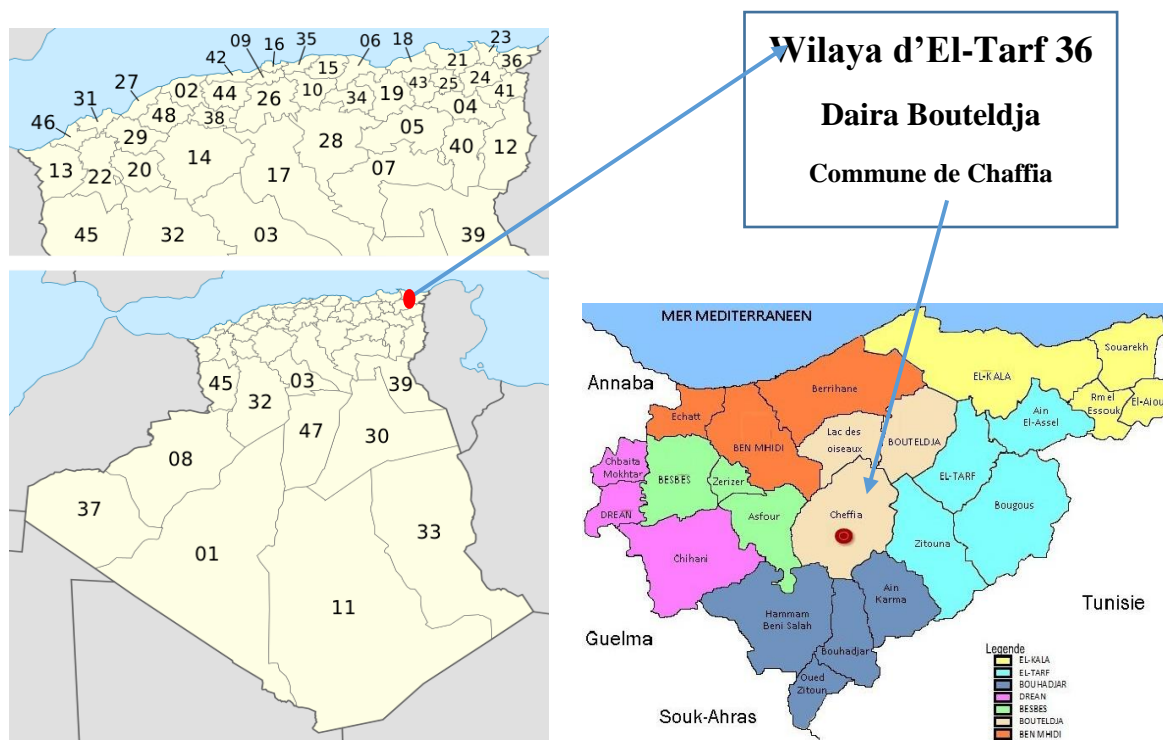 23
09 16 35 06 18
42 21 36
15
27 02 44 26 10 34 19 43 25 24 41
31 48 38 04
46 29 28 05
13 22 20 14 17 07 40 12
45 32 03 39
Wilaya d’El-Tarf 36
Daira Bouteldja
Commune de Chaffia
45 03 39
32
47 30
08
37 33
01
11
MER MEDITERRANEEN
Annaba
Souarekh
EL-KALA
Berrihane
Rm el
Essouk
El-Aiou
Echatt
Ain
El-Assel
BEN MHIDI
Lac des
oiseaux
BOUTELDJA
Chbaita
Mokhtar
BESBES
Zerizer
EL-TARF
DREAN
Asfour
Cheffia
Bougous
Zitouna
Chihani
Ain
Karma
Hammam
Beni Salah
Tunisie
Guelma
Bouhadjar
Oued
Zitoun
Souk-Ahras
Legende
EL-KALA
EL-TARF
BOUHADJAR
DREAN
BESBES
BOUTELDJA
BEN MHIDI